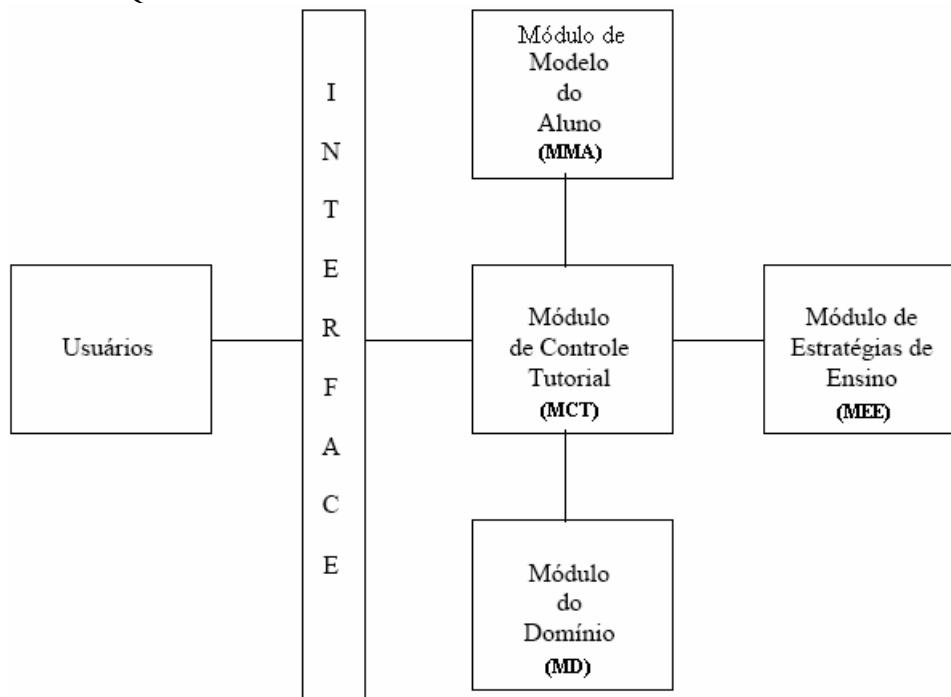 Usuários
I
N
T
E
R
F
A
C
E
Módulo de
Modelo
do
Aluno
(MMA)
Módulo
de Controle
Tutorial
(MCT)
Módulo de
Estratégias de
Ensino
(MEE)
Módulo
do
Domínio
(MD)